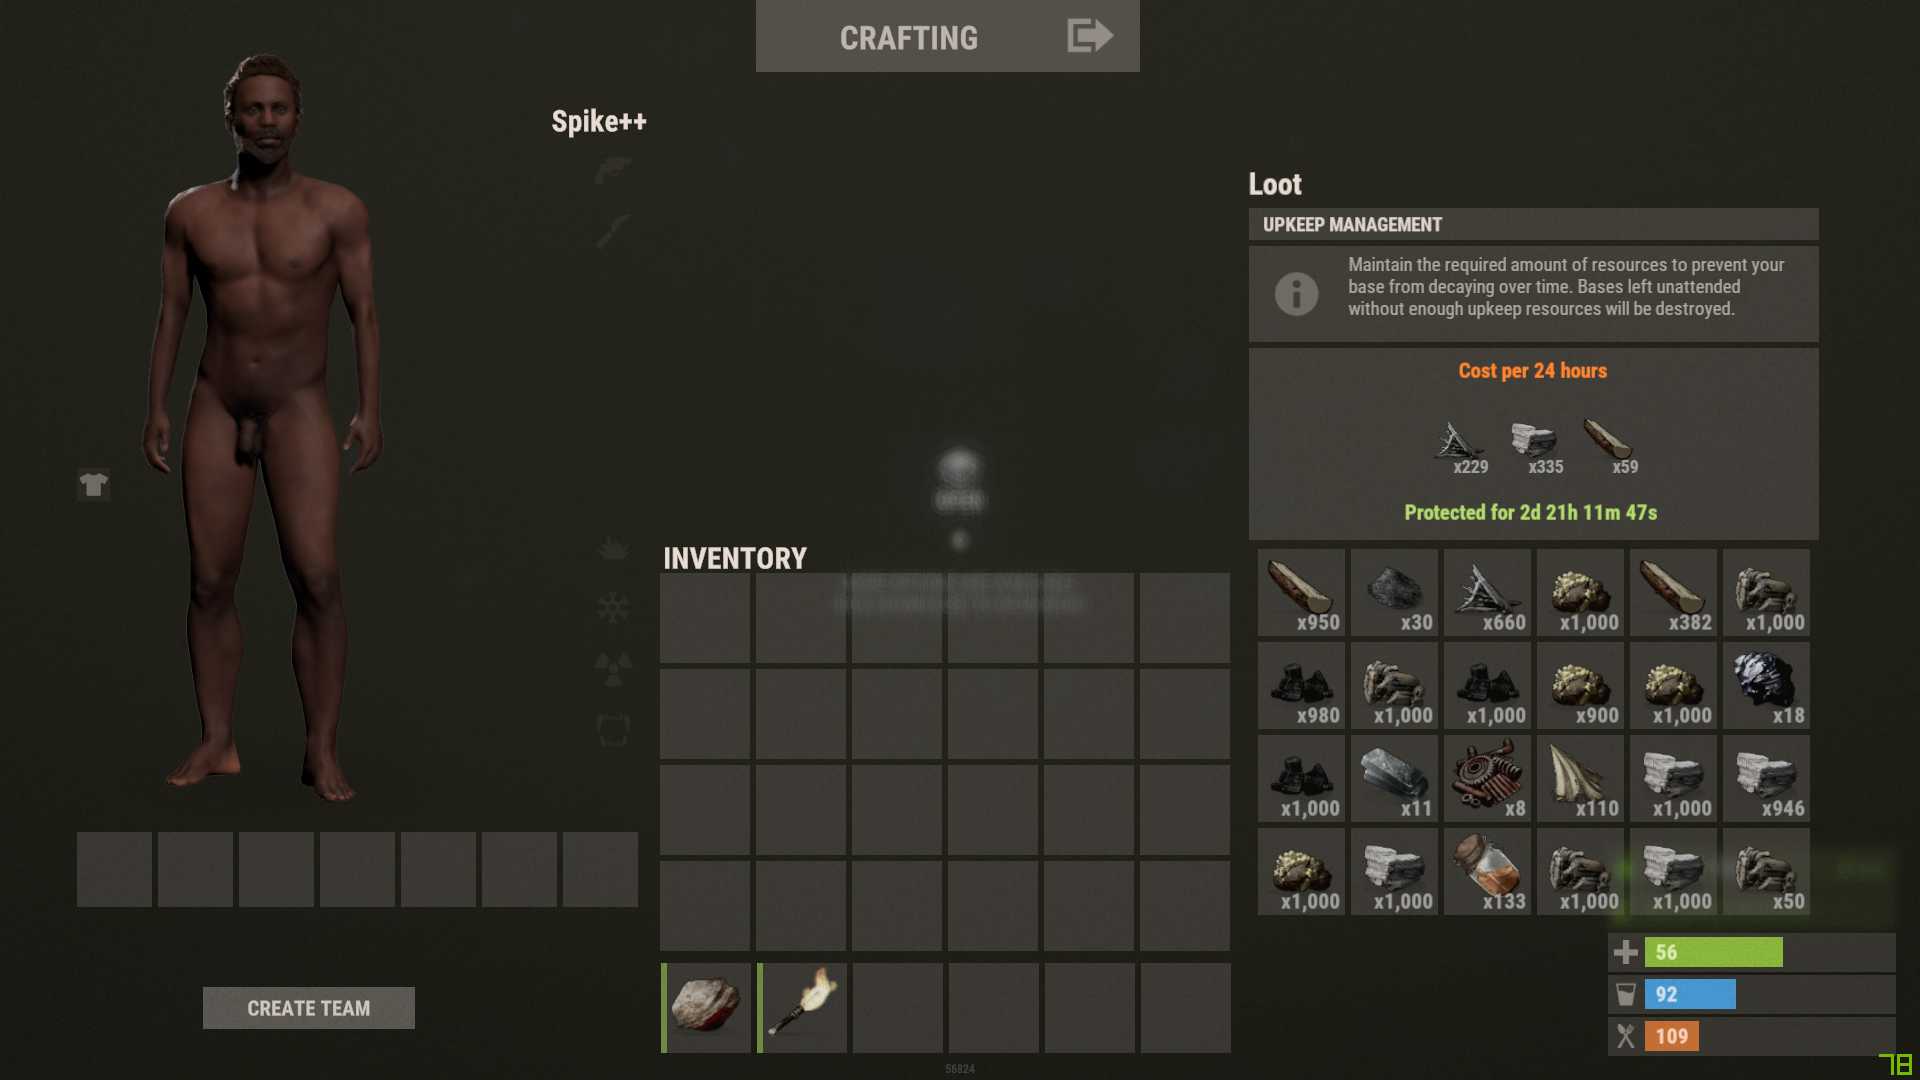 CRAFTING
Spike++
Loot
UPKEEP MANAGEMENT
Maintain the required amount of resources to prevent your
base from decaying over time. Bases left unattended
without enough upkeep resources will be destroyed.
Cost per 24 hours
x229 x335 x59
Protected for 2d 21h 11m 47s
OPEN
INVENTORY
x950 x30 x660 x1,000 x382 x1,000
x980 x1,000 x1,000 x900 x1,000 x18
x1,000 x11 x8 x110 x1,000 x946
x1,000 x1,000 x133 x1,000 x1,000 x50
56
92
109
CREATE TEAM
56824
78